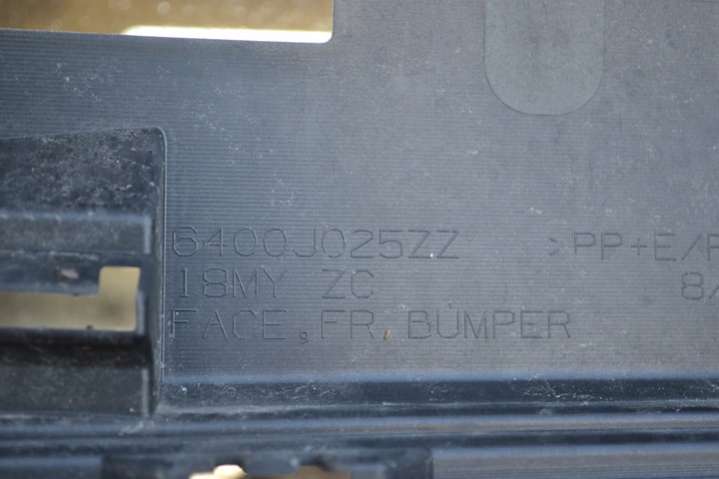 6400J025ZZ >PP+E/P
18MY ZC 8/
FACE, FR, BUMPER